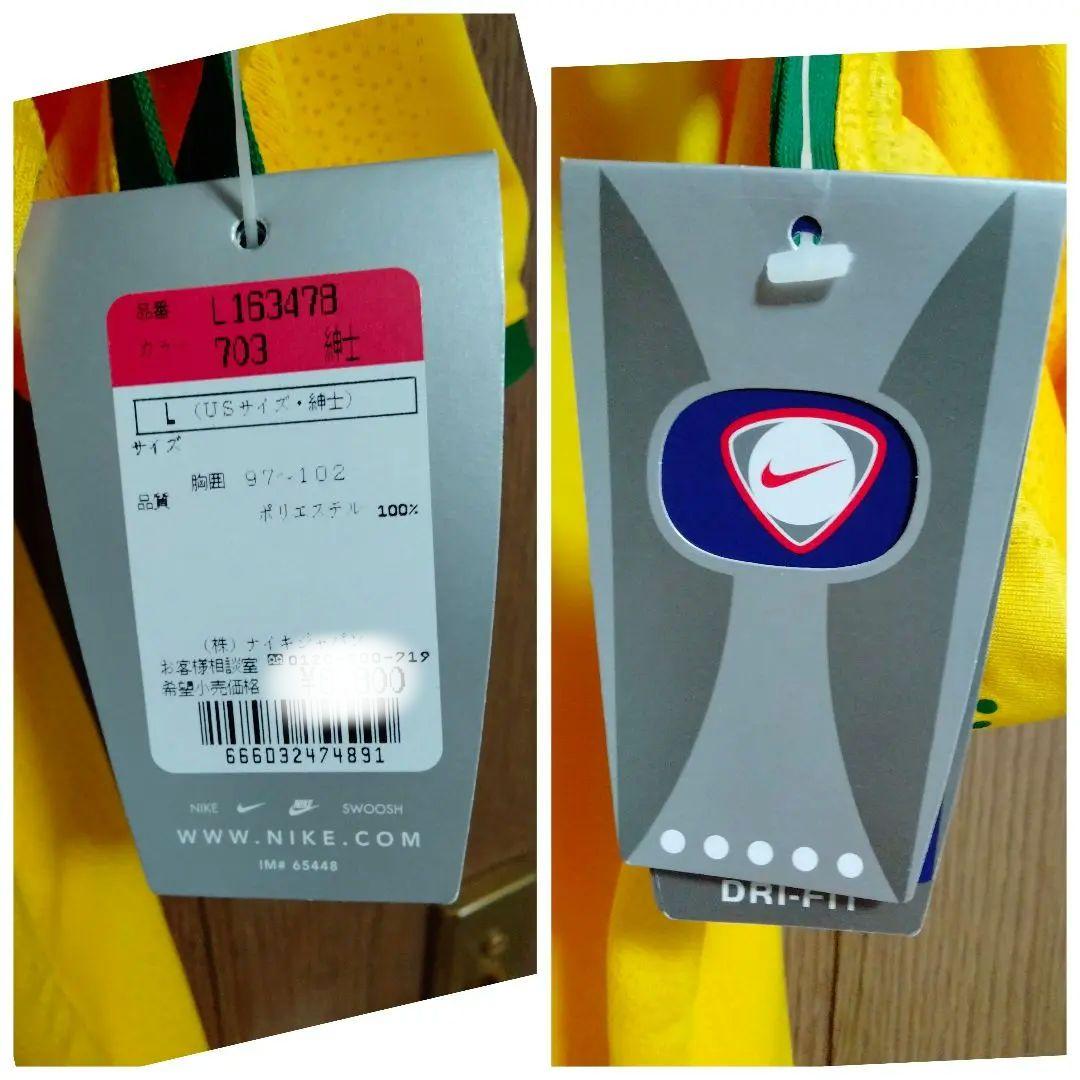 品番 L163478
カラー 703 紳士
L (USサイズ・紳士)
サイズ
胸囲 97~102
品質
ポリエステル 100%
(株)ナイキジャパン
お客様相談室
希望小売価格
666032474891
NIKE SWOOSH
WWW.NIKE.COM
IM# 65448
DRI-FIT